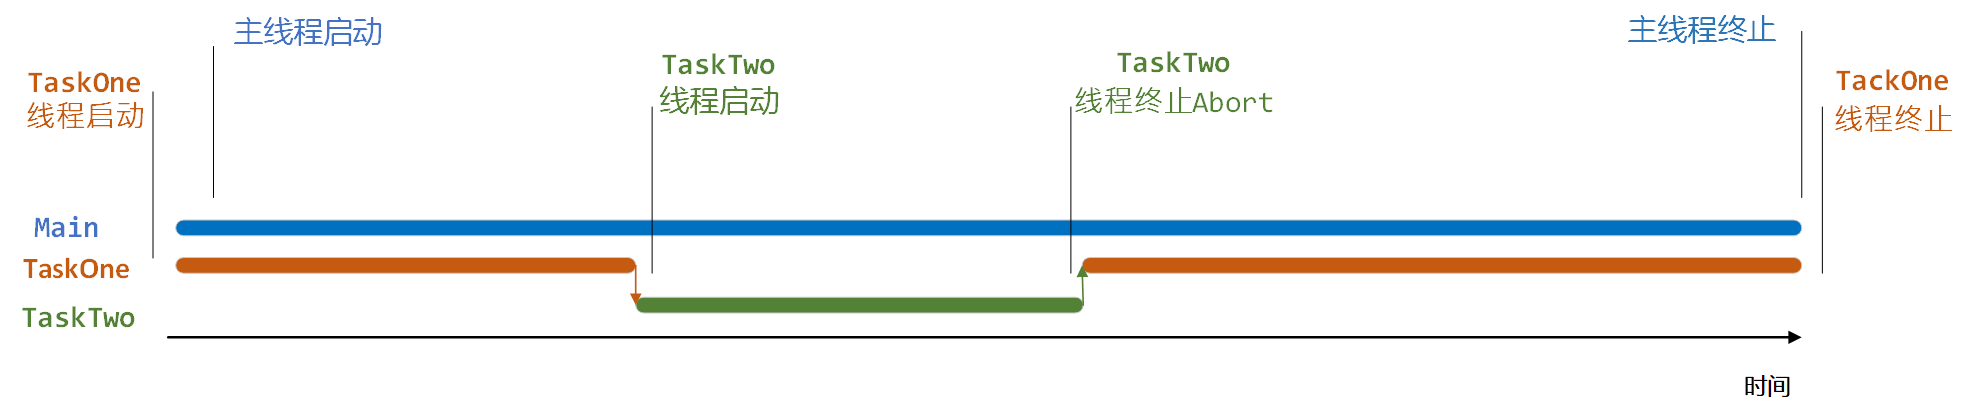 主线程启动
主线程终止
TaskOne
线程启动
TaskTwo
线程启动
TaskTwo
线程终止Abort
TackOne
线程终止
Main
TaskOne
TaskTwo
时间